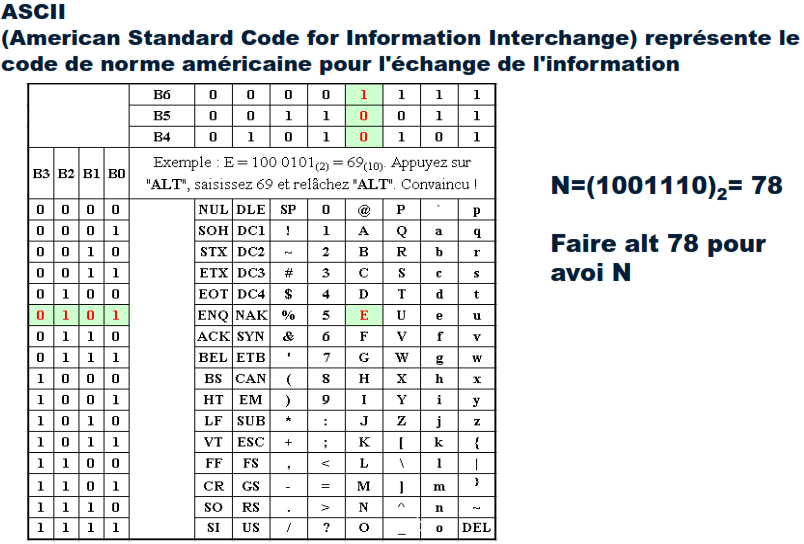 ASCII
(American Standard Code for Information Interchange) représente le
code de norme américaine pour l'échange de l'information
B6 0 0 0 0 1 1 1 1
B5 0 0 1 1 0 0 1 1
B4 0 1 0 1 0 1 0 1
B3 B2 B1 B0 Exemple : E = 100 0101(2) = 69(10). Appuyez sur
"ALT", saisissez 69 et relâchez "ALT". Convaincu !
0 0 0 0 NUL DLE SP 0 @ P ` p
0 0 0 1 SOH DC1 ! 1 A Q a q
0 0 1 0 STX DC2 ~ 2 B R b r
0 0 1 1 ETX DC3 # 3 C S c s
0 1 0 0 EOT DC4 $ 4 D T d t
0 1 0 1 ENQ NAK % 5 E U e u
0 1 1 0 ACK SYN & 6 F V f v
0 1 1 1 BEL ETB ' 7 G W g w
1 0 0 0 BS CAN ( 8 H X h x
1 0 0 1 HT EM ) 9 I Y i y
1 0 1 0 LF SUB * : J Z j z
1 0 1 1 VT ESC + ; K [ k {
1 1 0 0 FF FS , < L \ l |
1 1 0 1 CR GS - = M ] m }
1 1 1 0 SO RS . > N ^ n ~
1 1 1 1 SI US / ? O _ o DEL
N=(1001110)2= 78
Faire alt 78 pour
avoi N